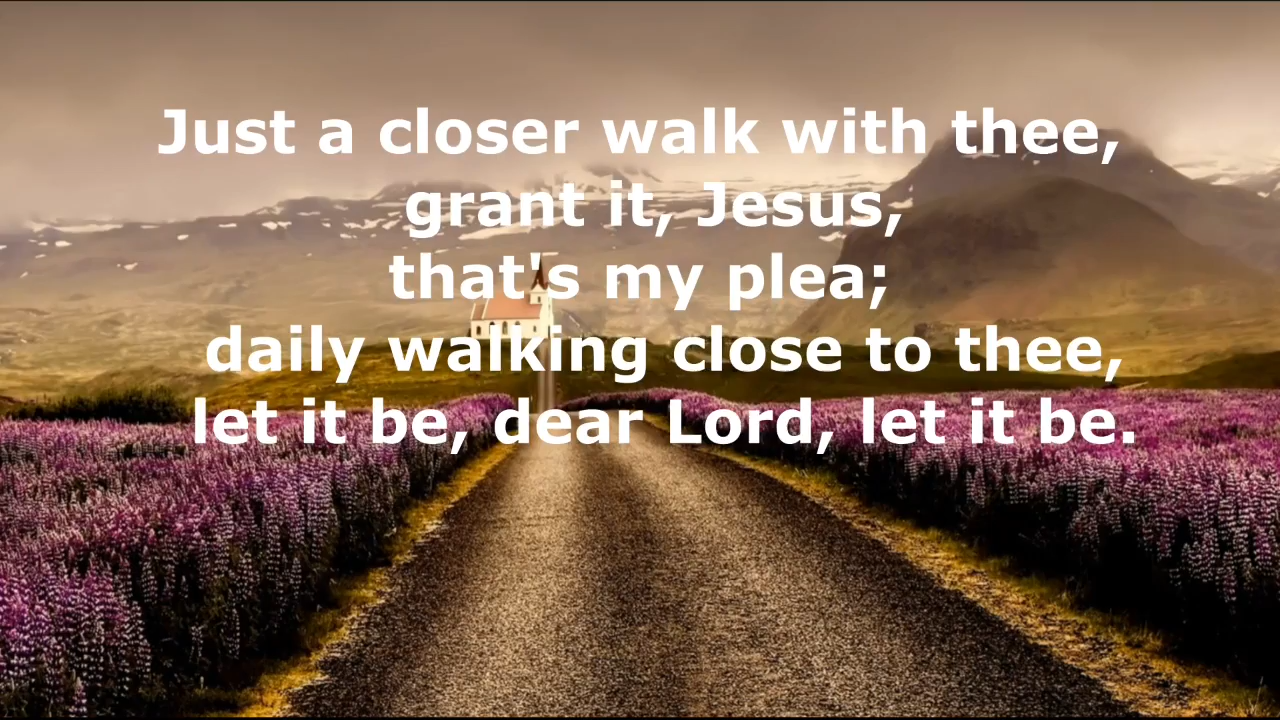 Just a closer walk with thee,
grant it, Jesus,
that's my plea;
daily walking close to thee,
let it be, dear Lord, let it be.